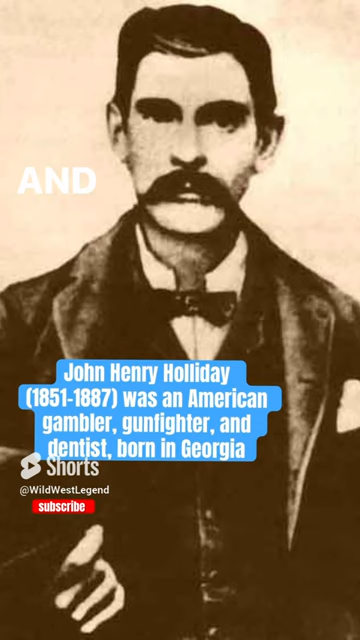 AND
John Henry Holliday
(1851-1887) was an American
gambler, gunfighter, and
dentist, born in Georgia
Shorts
@WildWestLegend
subscribe